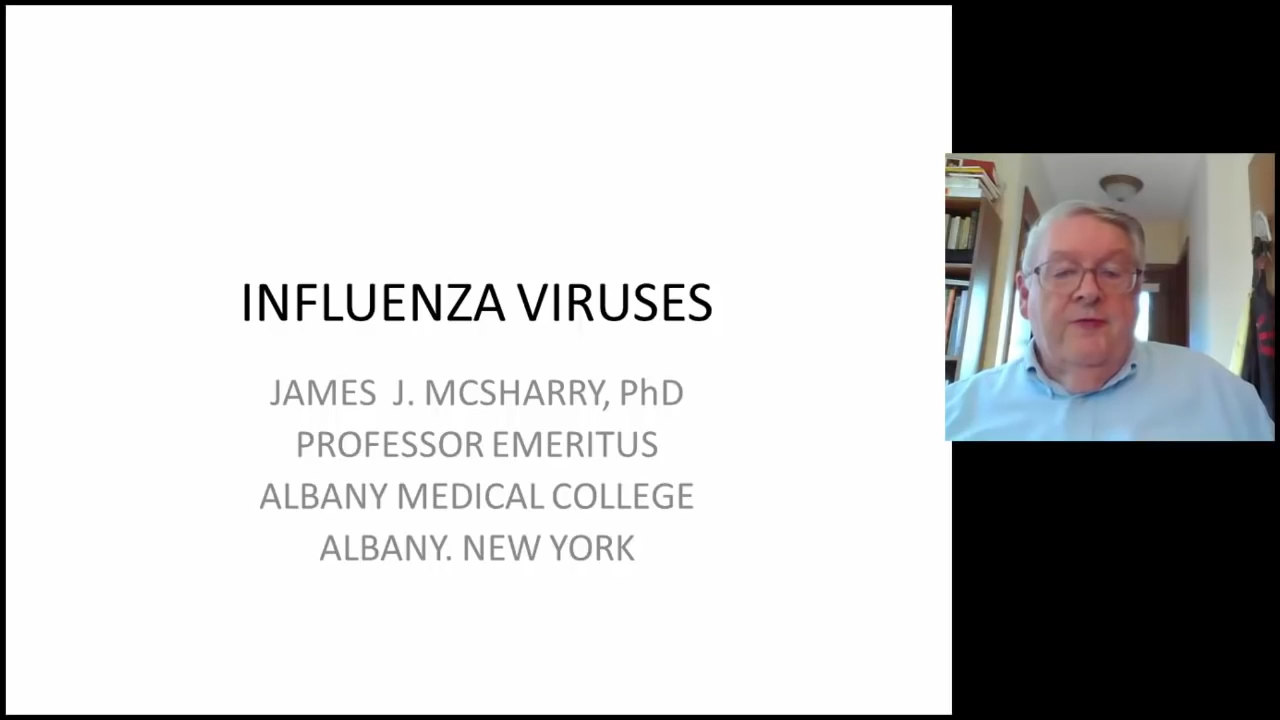 INFLUENZA VIRUSES
JAMES J. MCSHARRY, PhD
PROFESSOR EMERITUS
ALBANY MEDICAL COLLEGE
ALBANY. NEW YORK